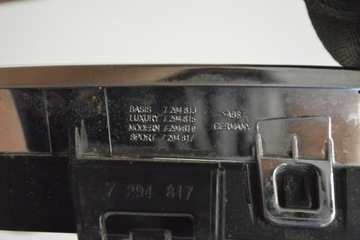 BASIS 7 294 813
LUXURY 7 294 815
MODERN 7 294 819
SPORT 7 294 817
>ABS<
GERMANY
7 294 817